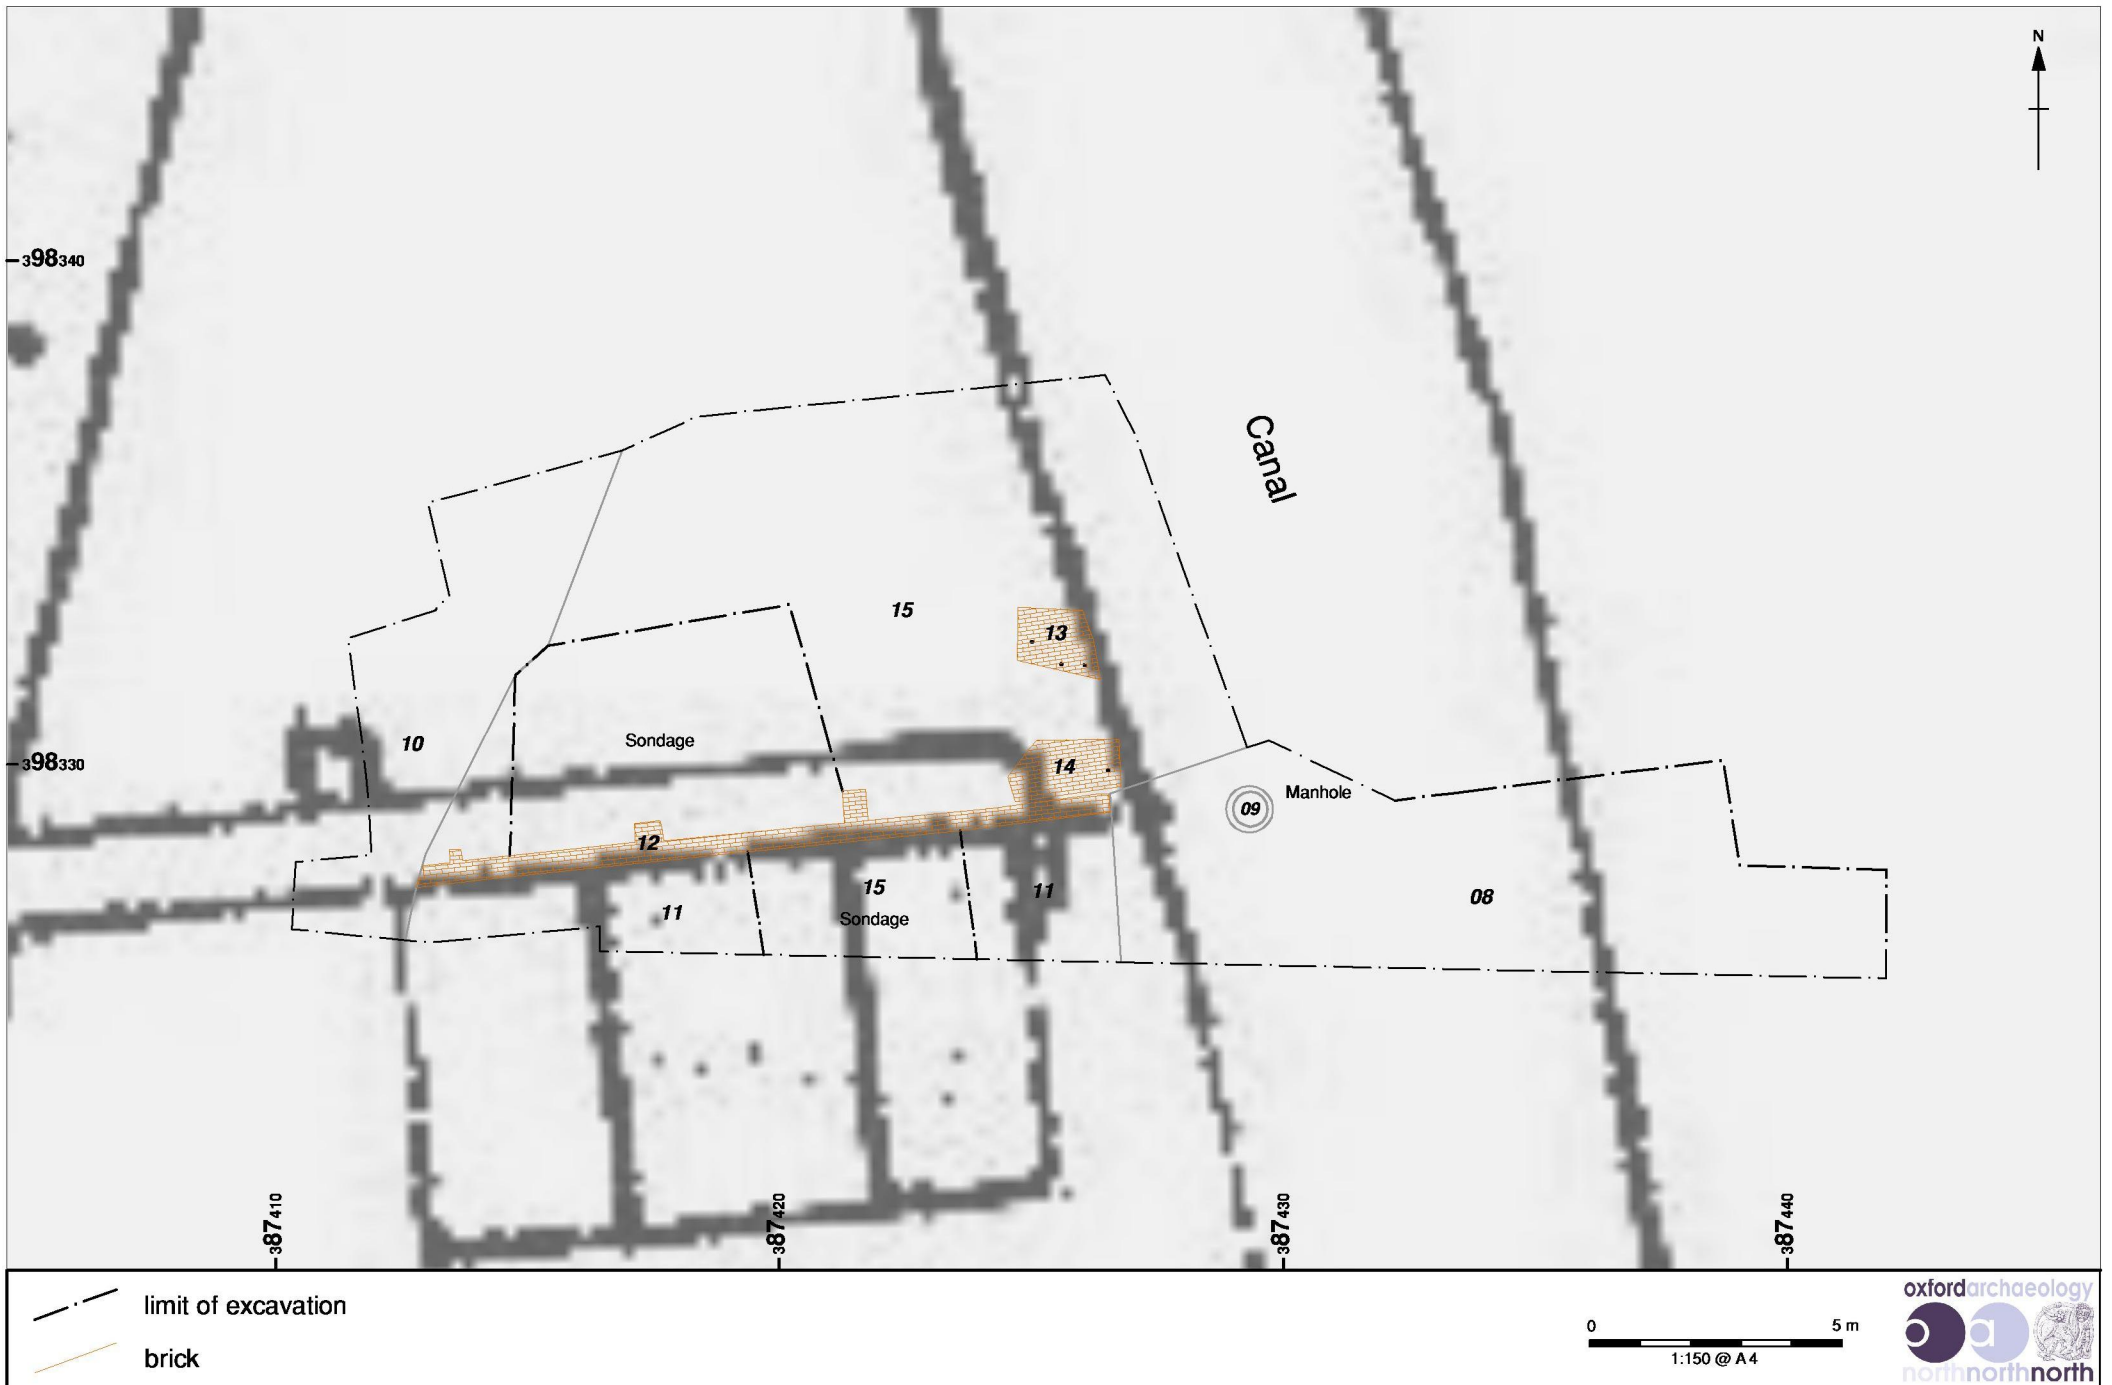 N
398340
Canal
15
13
10
Sondage
14
398330
Manhole
09
12
15
11
11
08
Sondage
387410
387420
387430
387440
limit of excavation
brick
0 5 m
1:150 @ A4
oxfordarchaeology
oa
northnorthnorth